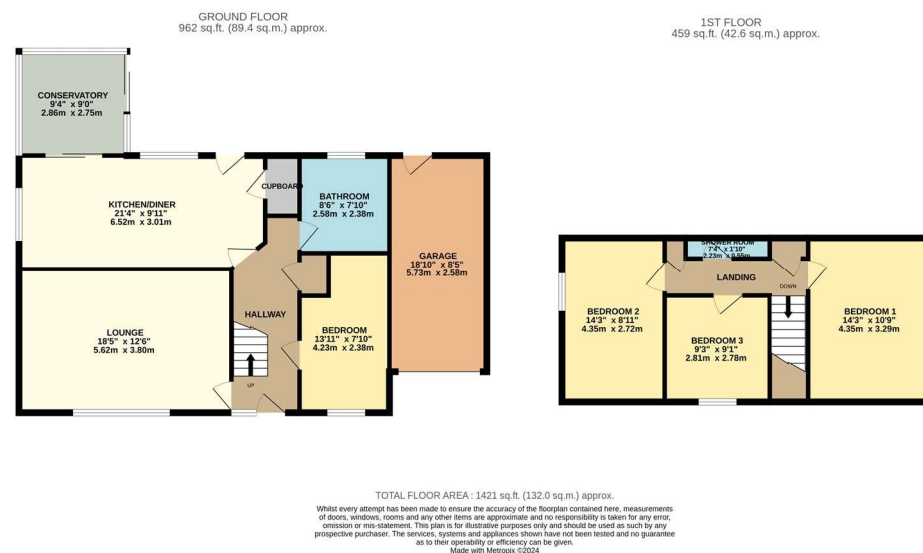 GROUND FLOOR
962 sq.ft. (89.4 sq.m.) approx.
1ST FLOOR
459 sq.ft. (42.6 sq.m.) approx.
CONSERVATORY
9'4" x 9'0"
2.86m x 2.75m
KITCHEN/DINER
21'4" x 9'11"
6.52m x 3.01m
CUPBOARD
BATHROOM
8'6" x 7'10"
2.58m x 2.38m
GARAGE
18'10" x 8'5"
5.73m x 2.58m
LOUNGE
18'5" x 12'6"
5.62m x 3.80m
HALLWAY
UP
BEDROOM
13'11" x 7'10"
4.23m x 2.38m
SHOWER ROOM
7'4" x 1'10"
2.23m x 0.55m
LANDING
DOWN
BEDROOM 2
14'3" x 8'11"
4.35m x 2.72m
BEDROOM 3
9'3" x 9'1"
2.81m x 2.78m
BEDROOM 1
14'3" x 10'9"
4.35m x 3.29m
TOTAL FLOOR AREA : 1421 sq.ft. (132.0 sq.m.) approx.
Whilst every attempt has been made to ensure the accuracy of the floorplan contained here, measurements
of doors, windows, rooms and any other items are approximate and no responsibility is taken for any error,
omission or mis-statement. This plan is for illustrative purposes only and should be used as such by any
prospective purchaser. The services, systems and appliances shown have not been tested and no guarantee
as to their operability or efficiency can be given.
Made with Metropix ©2024